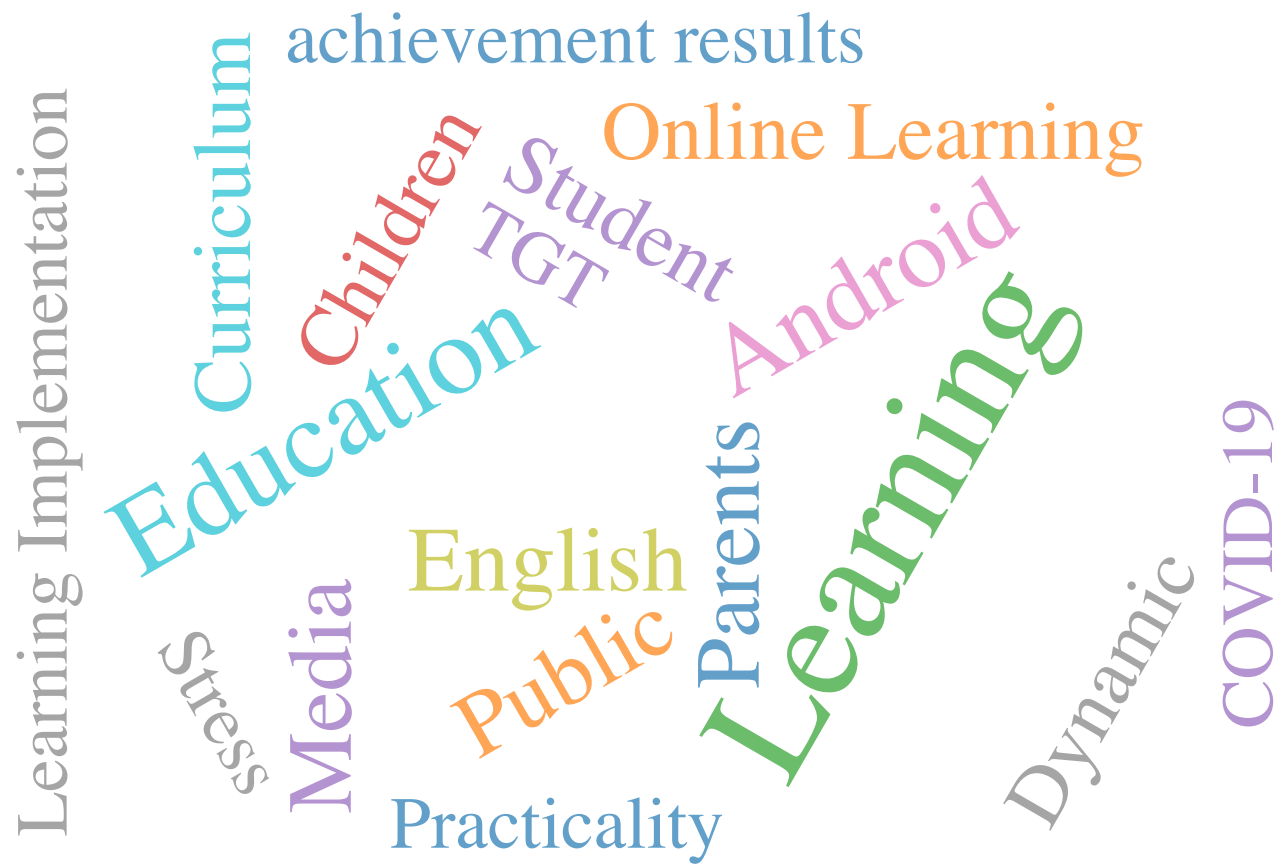 achievement results
Online Learning
Curriculum
Learning Implementation
Children
Student
TGT
Android
Education
Learning
Parents
COVID-19
English
Media
Public
Dynamic
Stress
Practicality